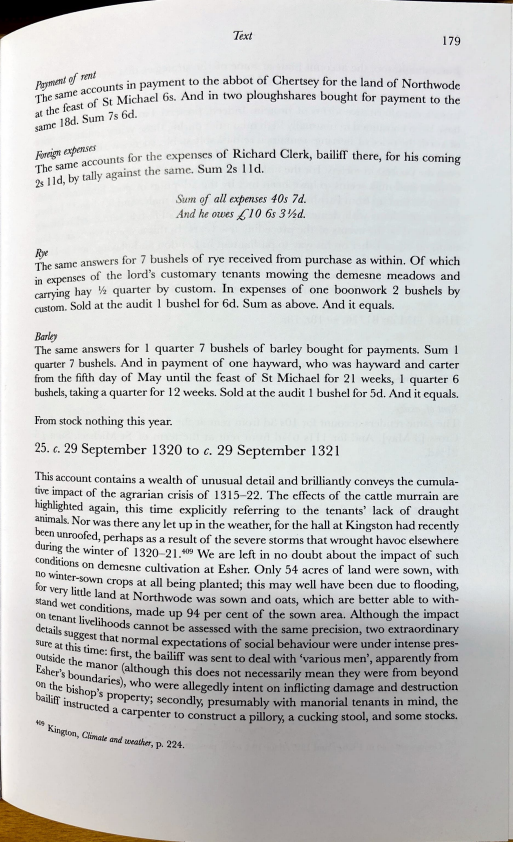 Text
179
Payment of rent
The same accounts in payment to the abbot of Chertsey for the land of Northwode
at the feast of St Michael 6s. And in two ploughshares bought for payment to the
same 18d. Sum 7s 6d.
Foreign expenses
The same accounts for the expenses of Richard Clerk, bailiff there, for his coming
2s 11d, by tally against the same. Sum 2s 11d.
Sum of all expenses 40s 7d.
And he owes £10 6s 3½d.
Rye
The same answers for 7 bushels of rye received from purchase as within. Of which
in expenses of the lord's customary tenants mowing the demesne meadows and
carrying hay ½ quarter by custom. In expenses of one boonwork 2 bushels by
custom. Sold at the audit 1 bushel for 6d. Sum as above. And it equals.
Barley
The same answers for 1 quarter 7 bushels of barley bought for payments. Sum 1
quarter 7 bushels. And in payment of one hayward, who was hayward and carter
from the fifth day of May until the feast of St Michael for 21 weeks, 1 quarter 6
bushels, taking a quarter for 12 weeks. Sold at the audit 1 bushel for 5d. And it equals.
From stock nothing this year.
25. c. 29 September 1320 to c. 29 September 1321
This account contains a wealth of unusual detail and brilliantly conveys the cumula-
tive impact of the agrarian crisis of 1315–22. The effects of the cattle murrain are
highlighted again, this time explicitly referring to the tenants' lack of draught
animals. Nor was there any let up in the weather, for the hall at Kingston had recently
been unroofed, perhaps as a result of the severe storms that wrought havoc elsewhere
during the winter of 1320–21.⁴⁰⁹ We are left in no doubt about the impact of such
conditions on demesne cultivation at Esher. Only 54 acres of land were sown, with
no winter-sown crops at all being planted; this may well have been due to flooding,
for very little land at Northwode was sown and oats, which are better able to with-
stand wet conditions, made up 94 per cent of the sown area. Although the impact
on tenant livelihoods cannot be assessed with the same precision, two extraordinary
details suggest that normal expectations of social behaviour were under intense pres-
sure at this time: first, the bailiff was sent to deal with 'various men', apparently from
outside the manor (although this does not necessarily mean they were from beyond
Esher's boundaries), who were allegedly intent on inflicting damage and destruction
on the bishop's property; secondly, presumably with manorial tenants in mind, the
bailiff instructed a carpenter to construct a pillory, a cucking stool, and some stocks.
⁴⁰⁹ Kington, Climate and weather, p. 224.